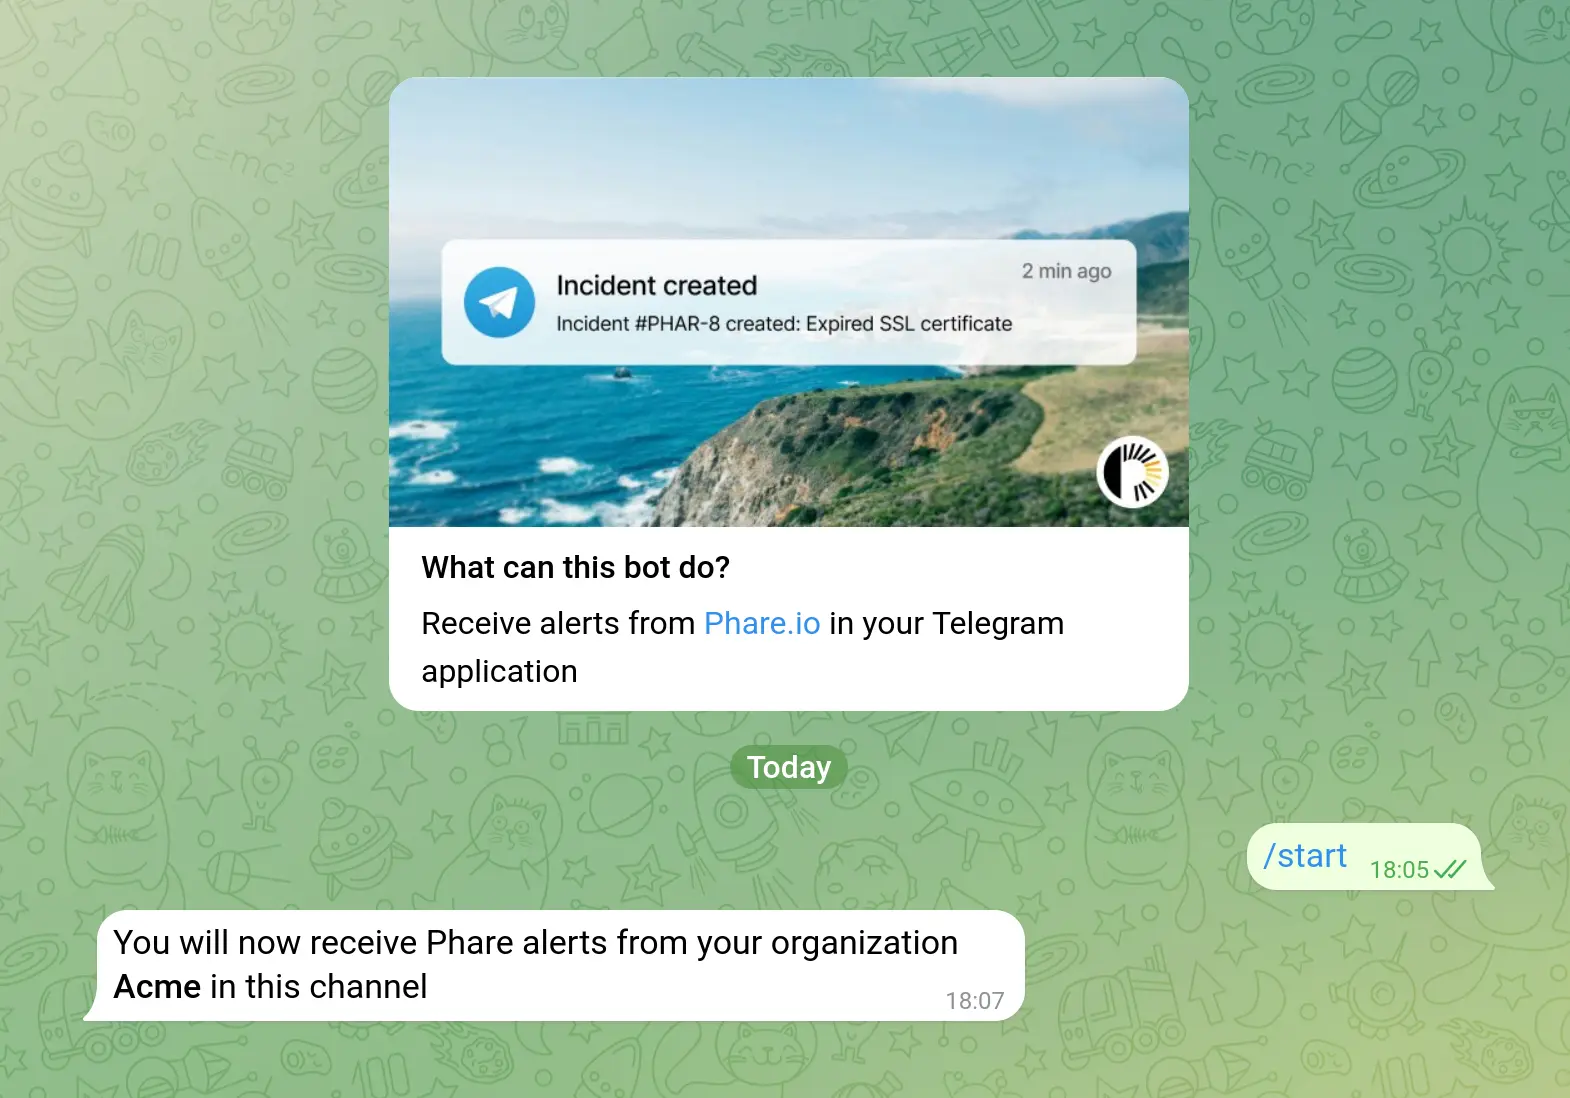 Incident created
2 min ago
Incident #PHAR-8 created: Expired SSL certificate
What can this bot do?
Receive alerts from Phare.io in your Telegram
application
Today
/start 18:05
You will now receive Phare alerts from your organization
Acme in this channel
18:07